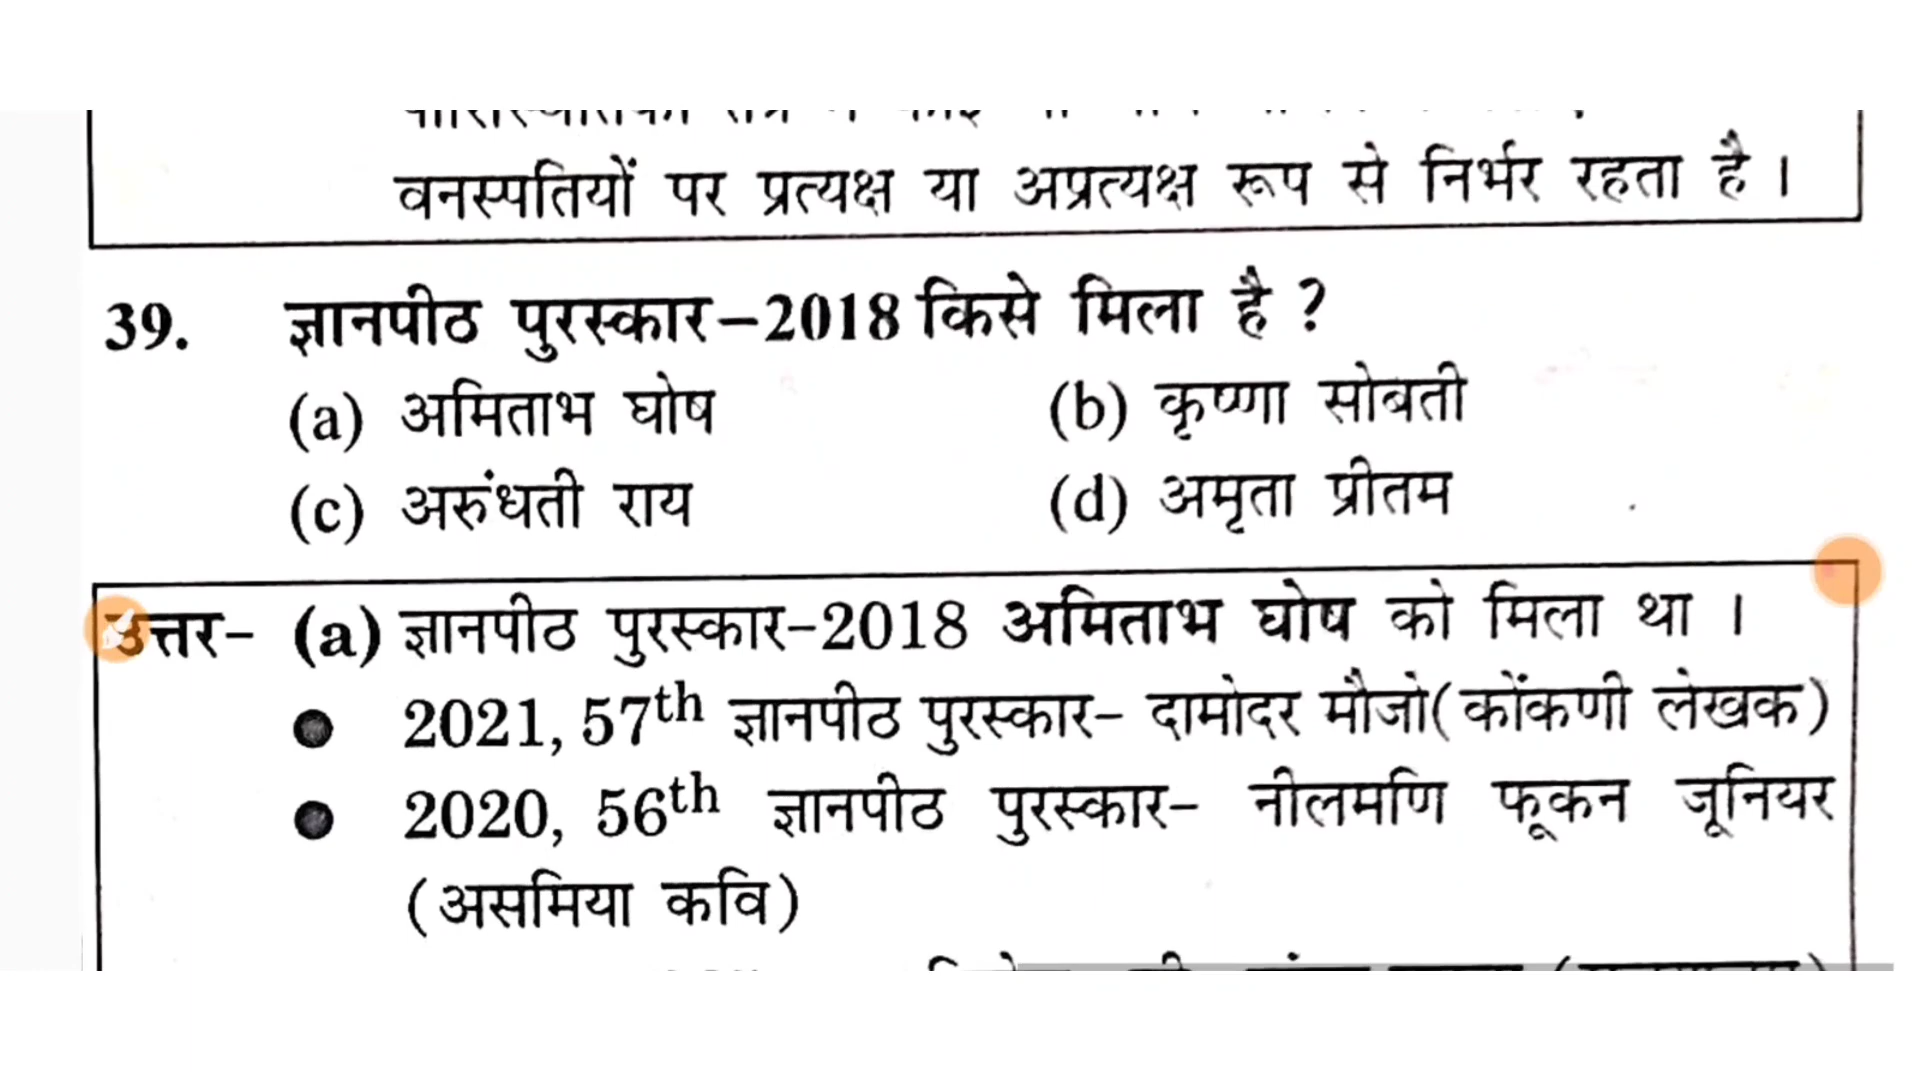 वनस्पतियों पर प्रत्यक्ष या अप्रत्यक्ष रूप से निर्भर रहता है ।
39. ज्ञानपीठ पुरस्कार–2018 किसे मिला है ?
(a) अमिताभ घोष (b) कृष्णा सोबती
(c) अरुंधती राय (d) अमृता प्रीतम
उत्तर– (a) ज्ञानपीठ पुरस्कार–2018 अमिताभ घोष को मिला था ।
● 2021, 57th ज्ञानपीठ पुरस्कार– दामोदर मौजो(कोंकणी लेखक)
● 2020, 56th ज्ञानपीठ पुरस्कार– नीलमणि फूकन जूनियर
(असमिया कवि)